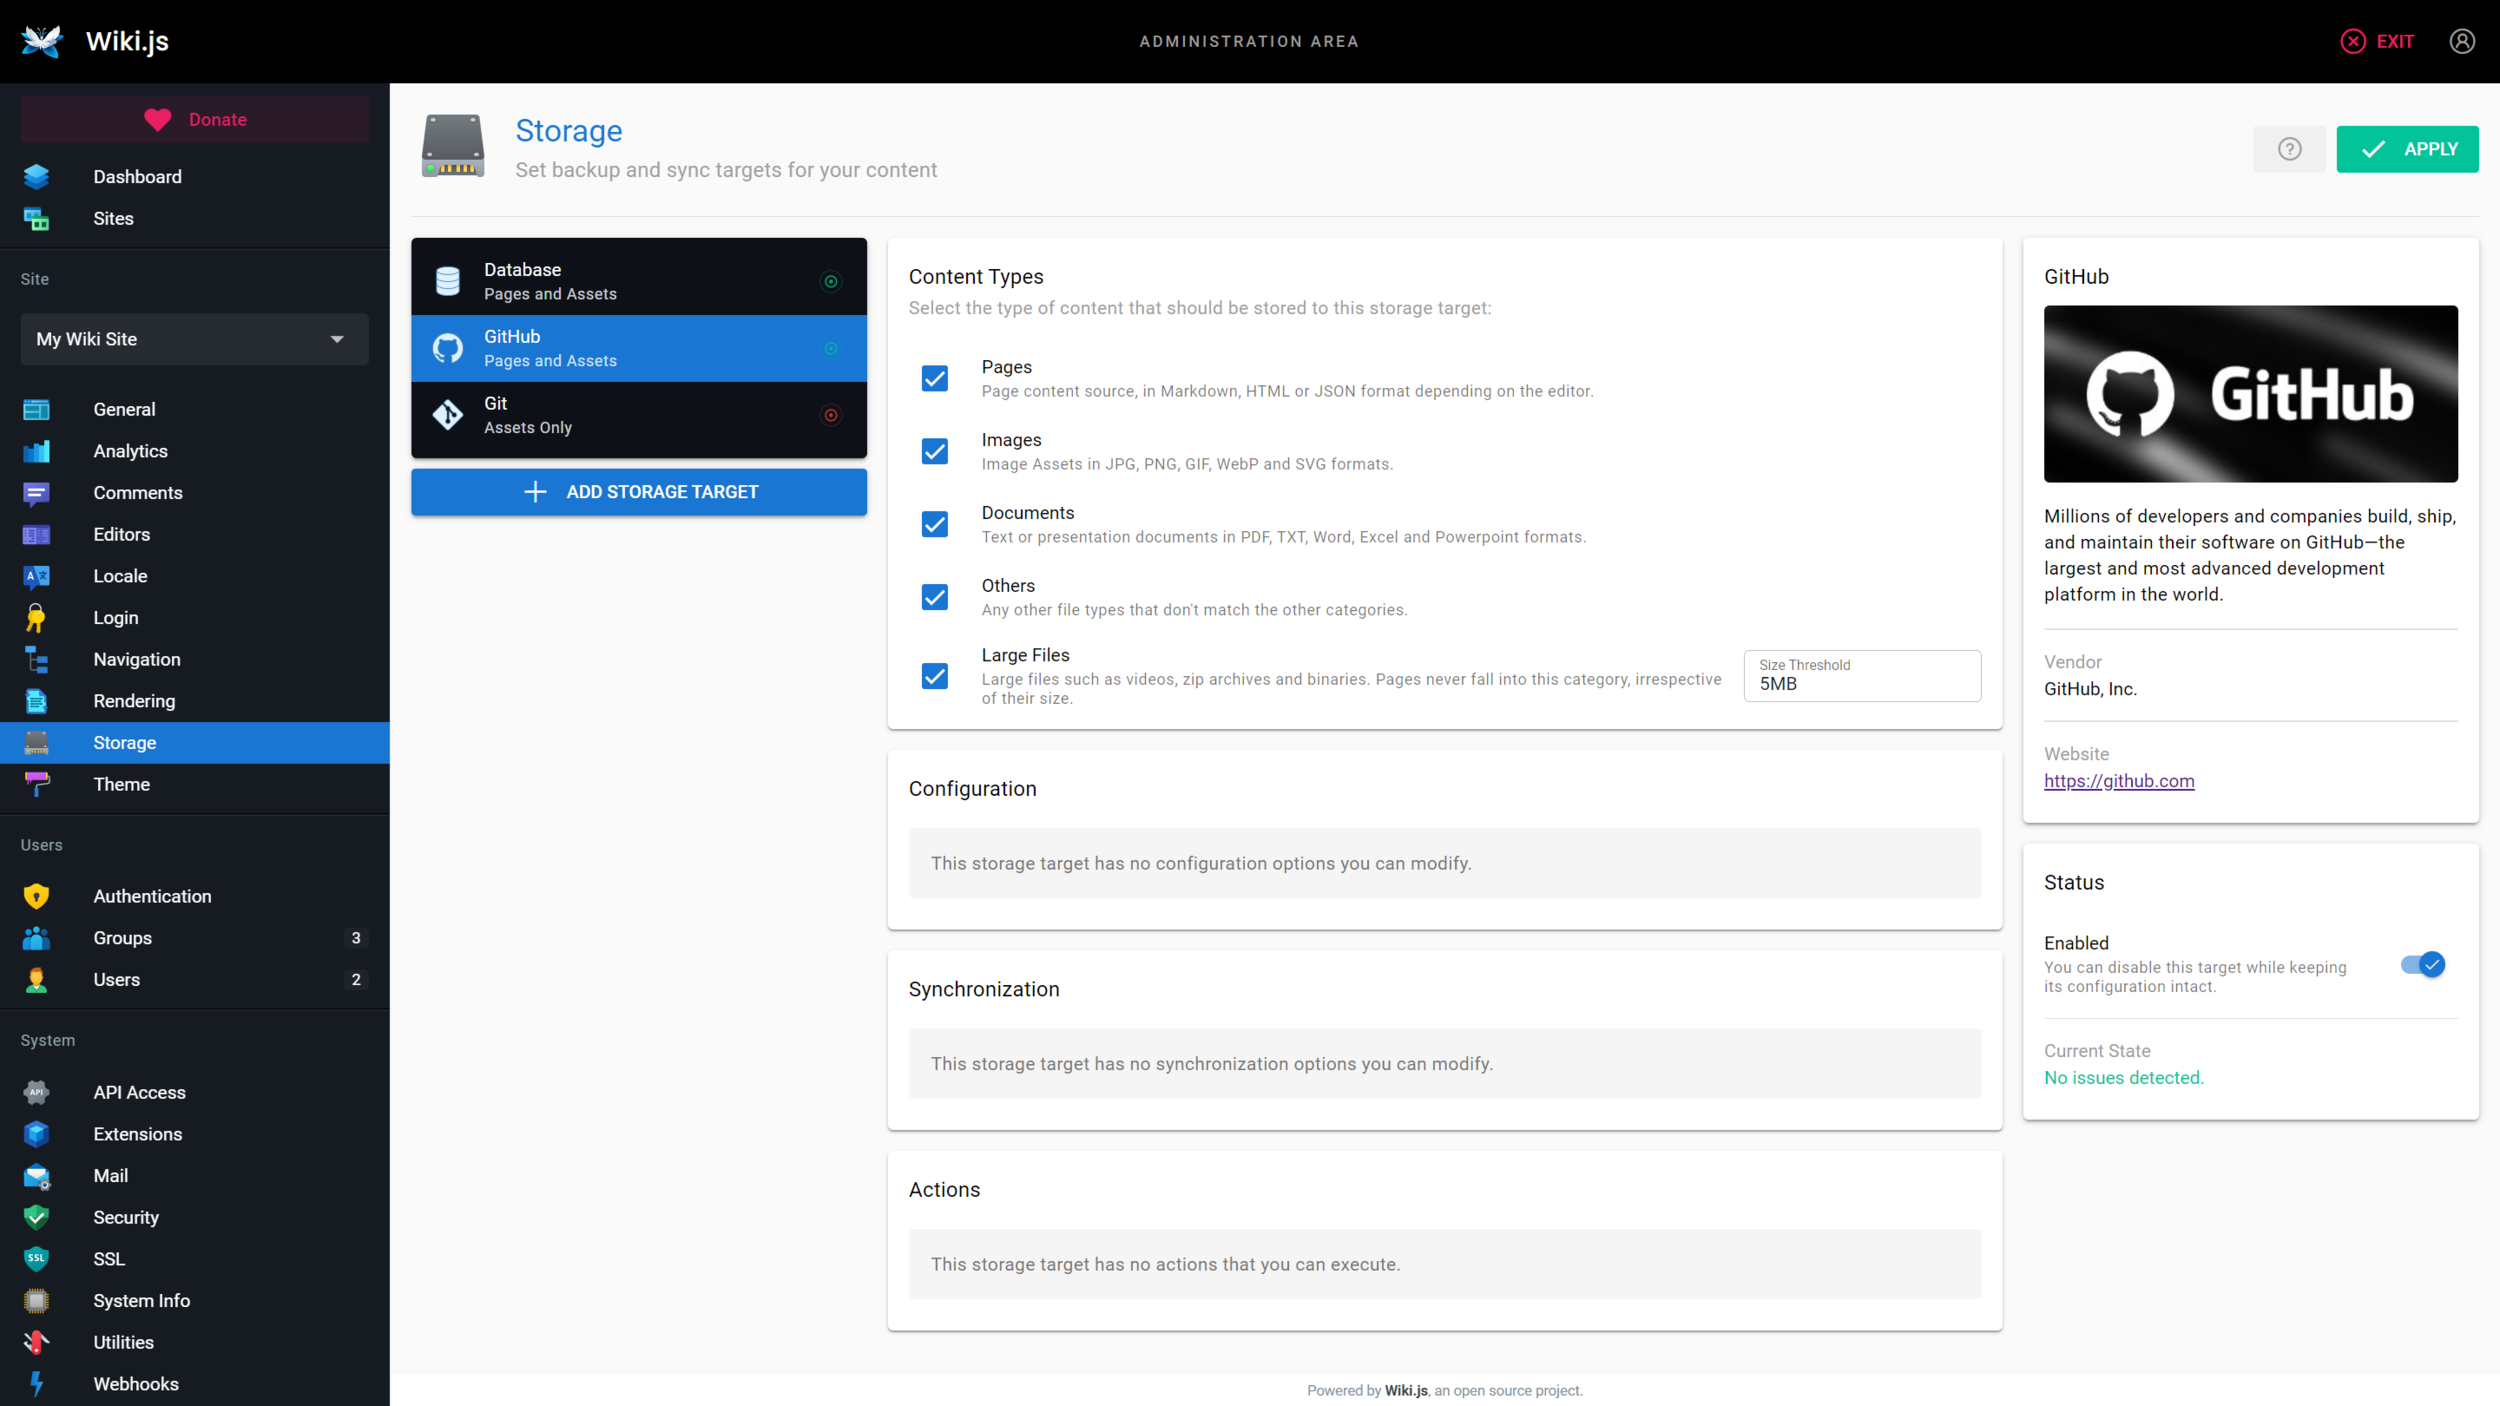 Wiki.js
ADMINISTRATION AREA
EXIT
Donate
Dashboard
Sites
Site
My Wiki Site
General
Analytics
Comments
Editors
Locale
Login
Navigation
Rendering
Storage
Theme
Users
Authentication
Groups
3
Users
2
System
API
API Access
Extensions
Mail
Security
SSL
SSL
System Info
Utilities
Webhooks
Storage
Set backup and sync targets for your content
APPLY
Database
Pages and Assets
GitHub
Pages and Assets
Git
Assets Only
ADD STORAGE TARGET
Content Types
Select the type of content that should be stored to this storage target:
Pages
Page content source, in Markdown, HTML or JSON format depending on the editor.
Images
Image Assets in JPG, PNG, GIF, WebP and SVG formats.
Documents
Text or presentation documents in PDF, TXT, Word, Excel and Powerpoint formats.
Others
Any other file types that don't match the other categories.
Large Files
Large files such as videos, zip archives and binaries. Pages never fall into this category, irrespective
of their size.
Size Threshold
5MB
Configuration
This storage target has no configuration options you can modify.
Synchronization
This storage target has no synchronization options you can modify.
Actions
This storage target has no actions that you can execute.
GitHub
GitHub
Millions of developers and companies build, ship,
and maintain their software on GitHub—the
largest and most advanced development
platform in the world.
Vendor
GitHub, Inc.
Website
https://github.com
Status
Enabled
You can disable this target while keeping
its configuration intact.
Current State
No issues detected.
Powered by Wiki.js, an open source project.